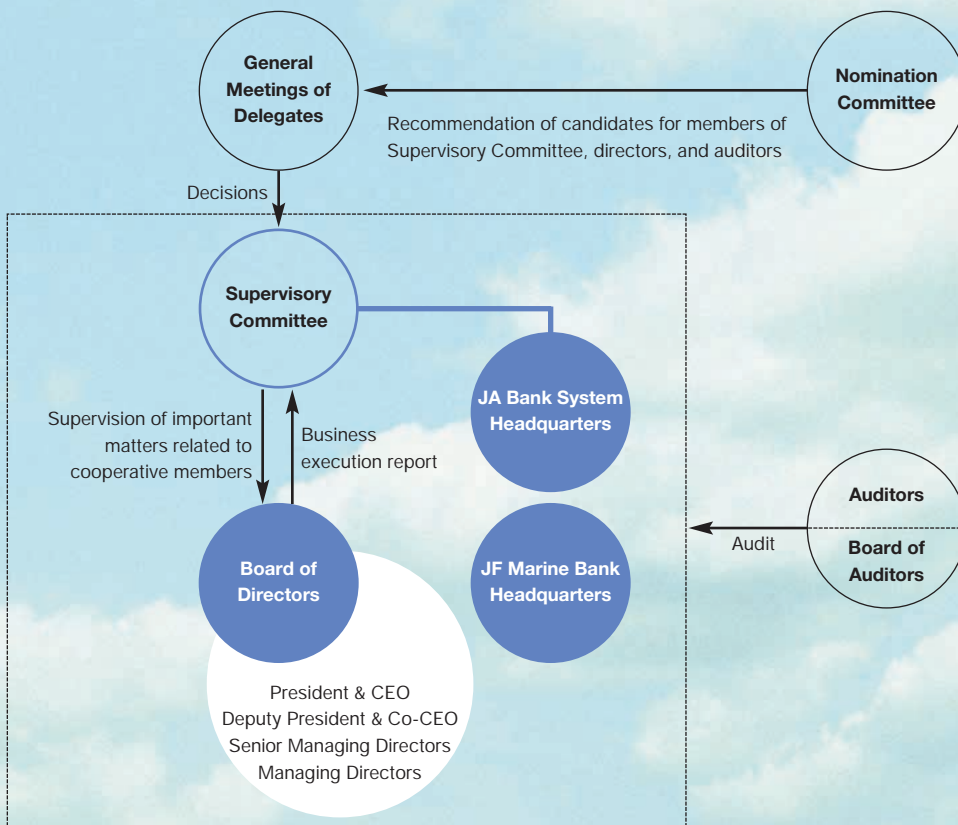 General
Meetings of
Delegates
Nomination
Committee
Recommendation of candidates for members of
Supervisory Committee, directors, and auditors
Decisions
Supervisory
Committee
JA Bank System
Headquarters
Supervision of important
matters related to
cooperative members
Business
execution report
Auditors
Board of
Auditors
Audit
Board of
Directors
JF Marine Bank
Headquarters
President & CEO
Deputy President & Co-CEO
Senior Managing Directors
Managing Directors